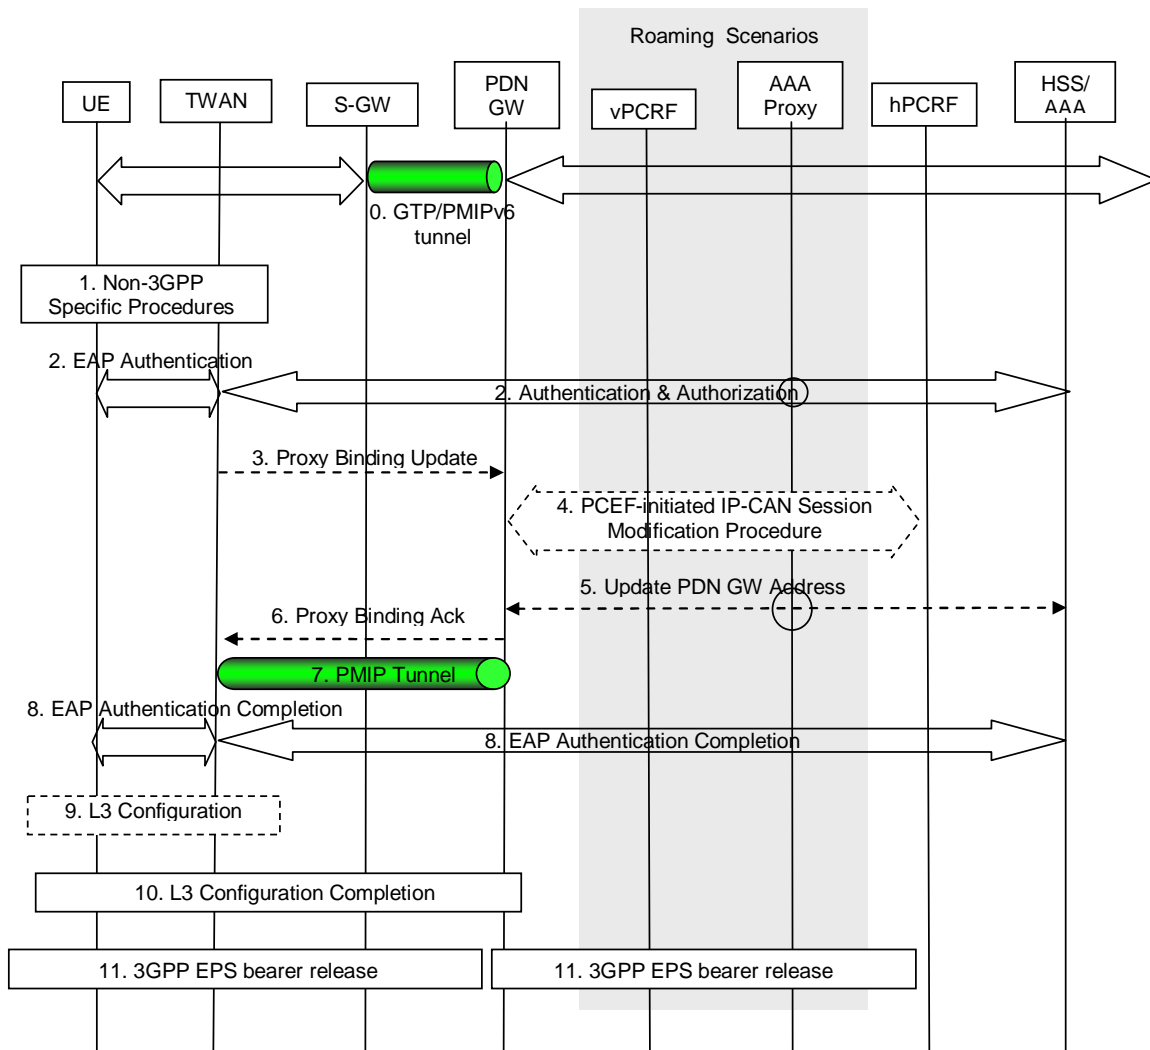 Roaming Scenarios
UE
TWAN
S-GW
PDN
GW
vPCRF
AAA
Proxy
hPCRF
HSS/
AAA
0. GTP/PMIPv6
tunnel
1. Non-3GPP
Specific Procedures
2. EAP Authentication
2. Authentication & Authorization
3. Proxy Binding Update
4. PCEF-initiated IP-CAN Session
Modification Procedure
5. Update PDN GW Address
6. Proxy Binding Ack
7. PMIP Tunnel
8. EAP Authentication Completion
8. EAP Authentication Completion
9. L3 Configuration
10. L3 Configuration Completion
11. 3GPP EPS bearer release
11. 3GPP EPS bearer release